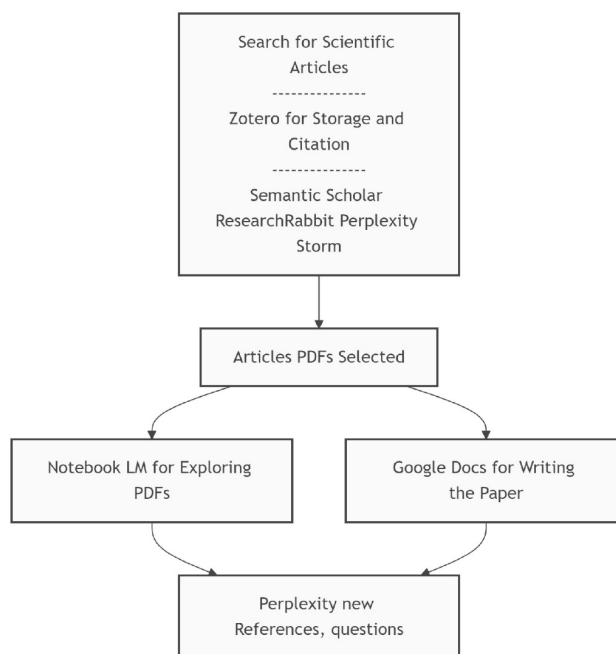 Search for Scientific
Articles
---------------
Zotero for Storage and
Citation
---------------
Semantic Scholar
ResearchRabbit Perplexity
Storm
Articles PDFs Selected
Notebook LM for Exploring
PDFs
Google Docs for Writing
the Paper
Perplexity new
References, questions